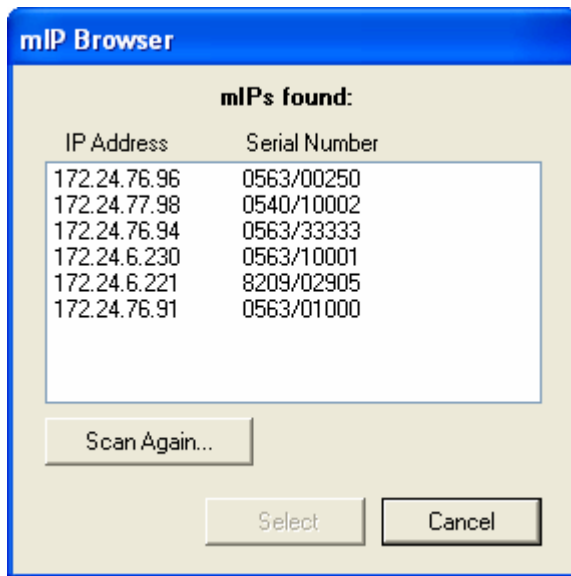 mIP Browser
mIPs found:
IP Address Serial Number
172.24.76.96 0563/00250
172.24.77.98 0540/10002
172.24.76.94 0563/33333
172.24.6.230 0563/10001
172.24.6.221 8209/02905
172.24.76.91 0563/01000
Scan Again...
Select Cancel